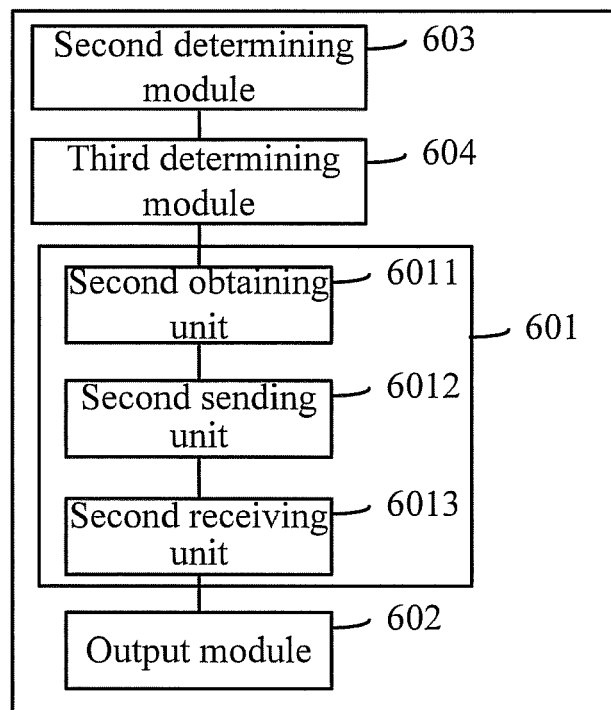 Second determining
module
603
Third determining
module
604
Second obtaining
unit
6011
601
Second sending
unit
6012
Second receiving
unit
6013
Output module
602